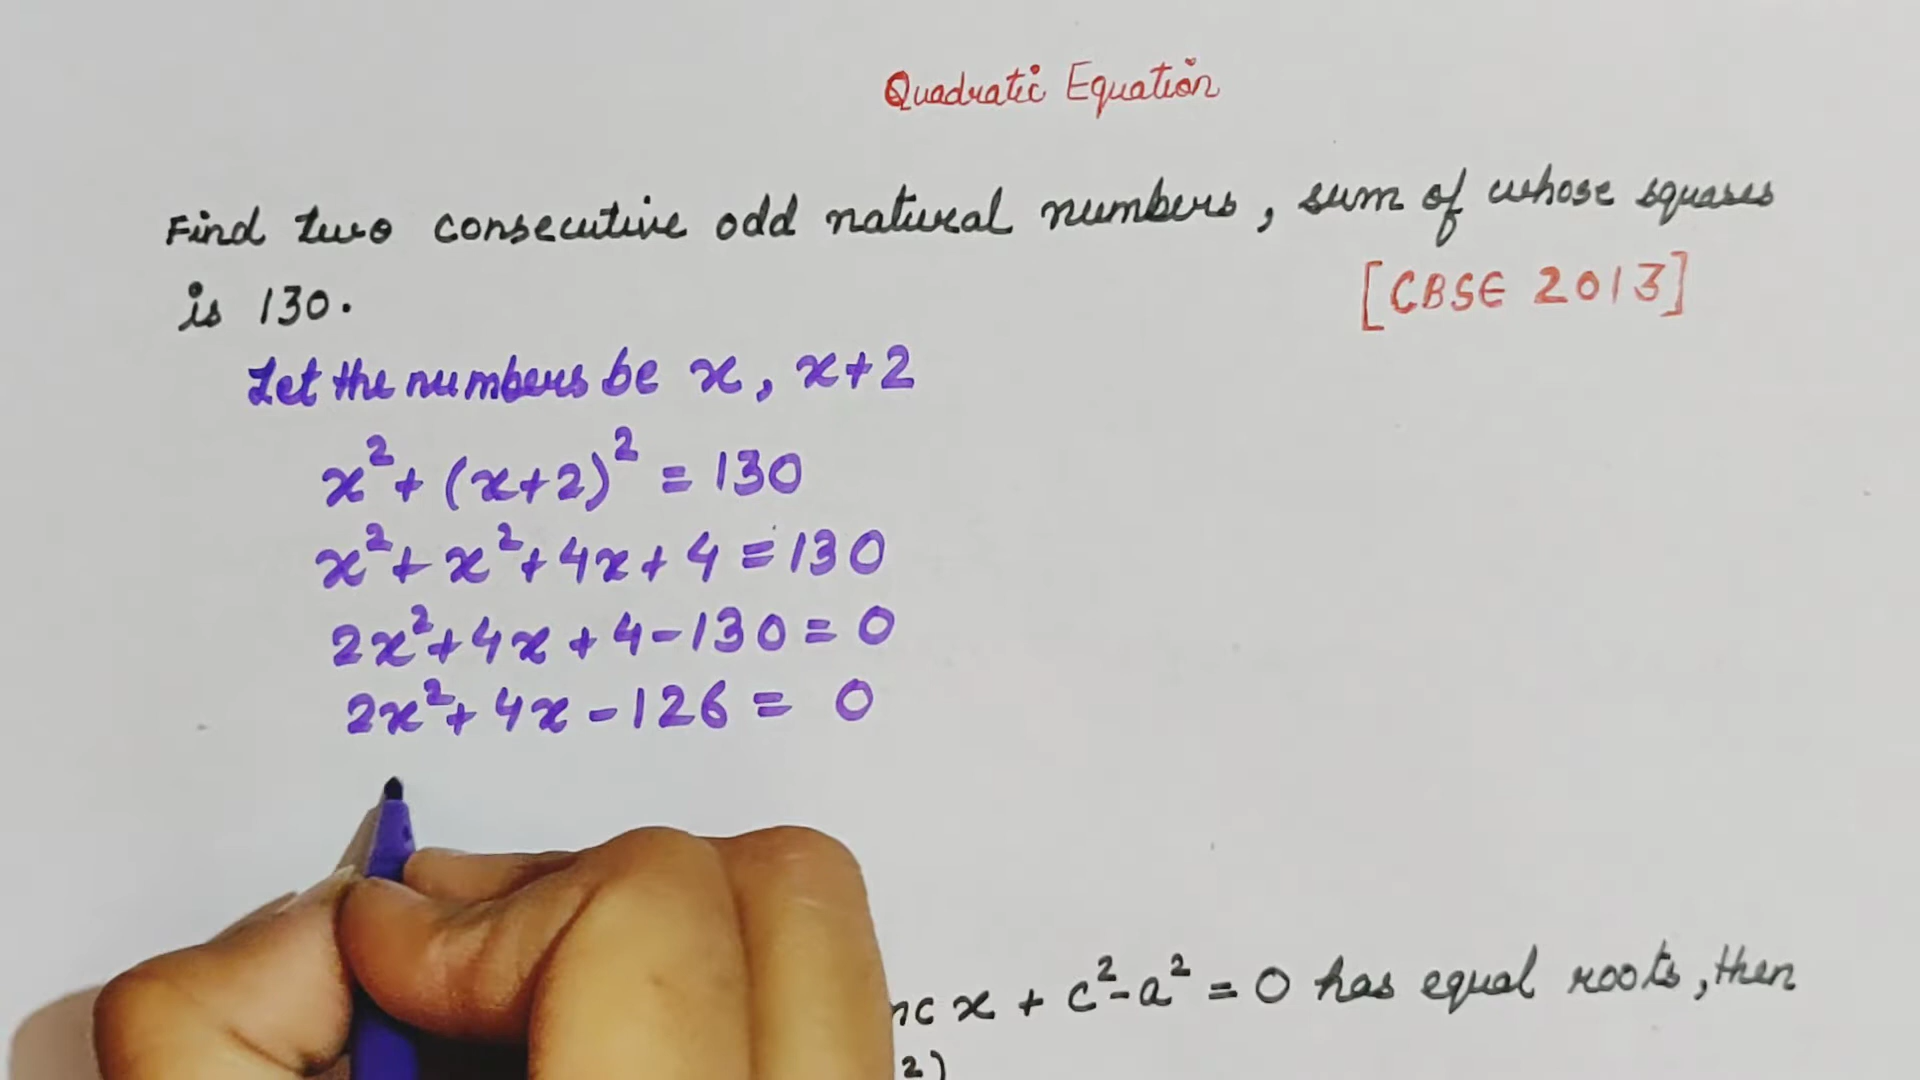 Quadratic Equation
Find two consecutive odd natural numbers, sum of whose squares
is 130.
[CBSE 2013]
Let the numbers be x, x+2
x²+ (x+2)² = 130
x²+ x²+4x+4 = 130
2x²+4x+4-130 = 0
2x²+4x-126 = 0
x + c²-a² = 0 has equal roots, then